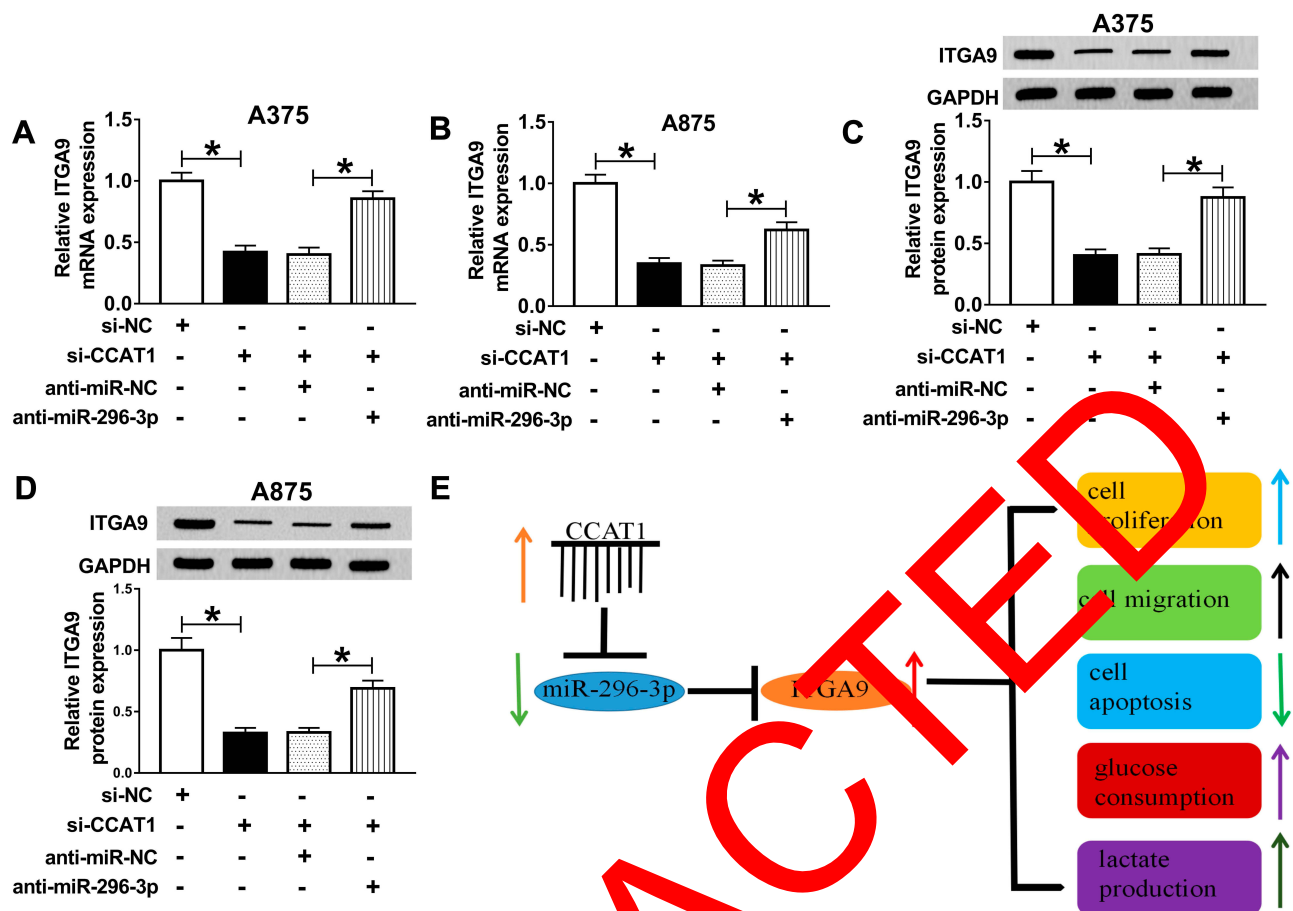 A
A375
Relative ITGA9
mRNA expression
1.5
1.0
0.5
0.0
*
*
si-NC + - - -
si-CCAT1 - + + +
anti-miR-NC - - + -
anti-miR-296-3p - - - +
B
A875
Relative ITGA9
mRNA expression
1.5
1.0
0.5
0.0
*
*
si-NC + - - -
si-CCAT1 - + + +
anti-miR-NC - - + -
anti-miR-296-3p - - - +
C
A375
ITGA9
GAPDH
Relative ITGA9
protein expression
1.5
1.0
0.5
0.0
*
*
si-NC + - - -
si-CCAT1 - + + +
anti-miR-NC - - + -
anti-miR-296-3p - - - +
D
A875
ITGA9
GAPDH
Relative ITGA9
protein expression
1.5
1.0
0.5
0.0
*
*
si-NC + - - -
si-CCAT1 - + + +
anti-miR-NC - - + -
anti-miR-296-3p - - - +
E
CCAT1
miR-296-3p
ITGA9
cell
proliferation
cell migration
cell
apoptosis
glucose
consumption
lactate
production
ACTED